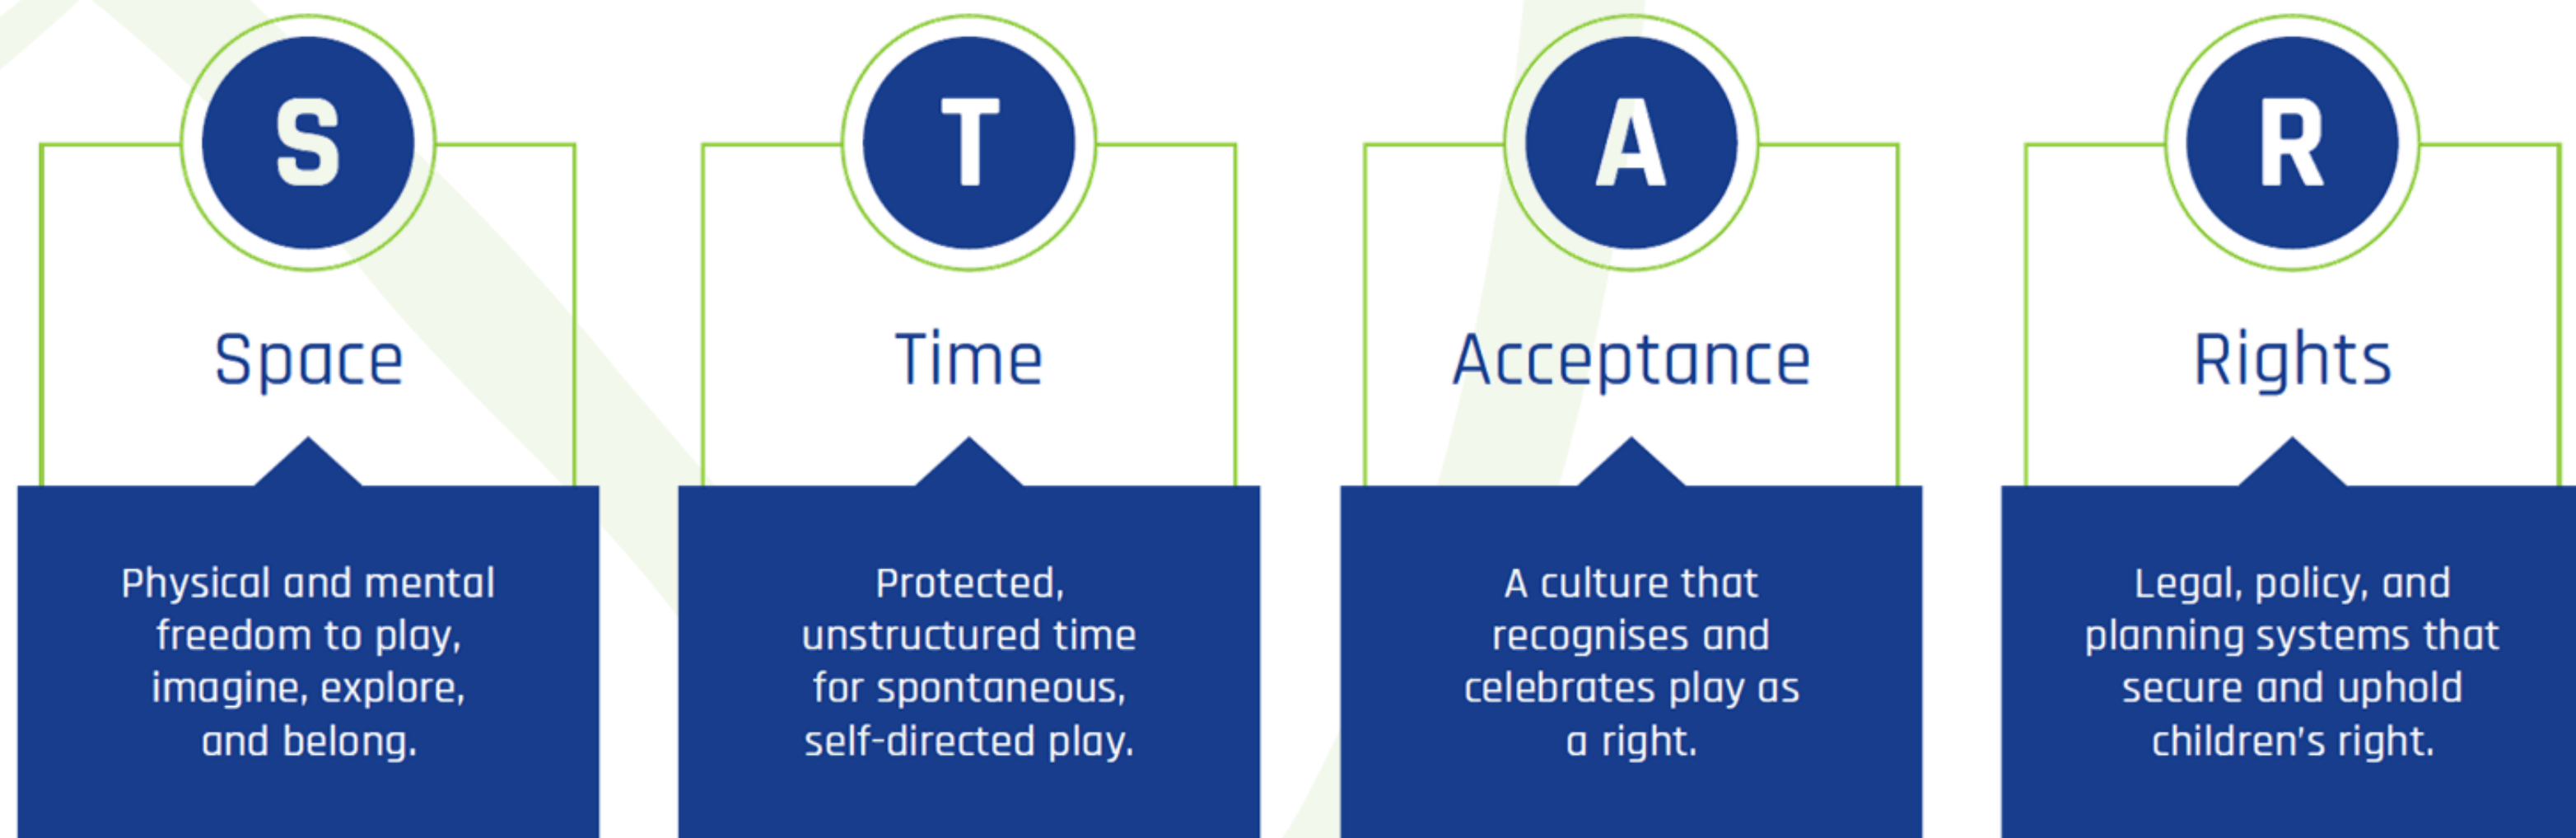 S
Space
Physical and mental
freedom to play,
imagine, explore,
and belong.
T
Time
Protected,
unstructured time
for spontaneous,
self-directed play.
A
Acceptance
A culture that
recognises and
celebrates play as
a right.
R
Rights
Legal, policy, and
planning systems that
secure and uphold
children’s right.